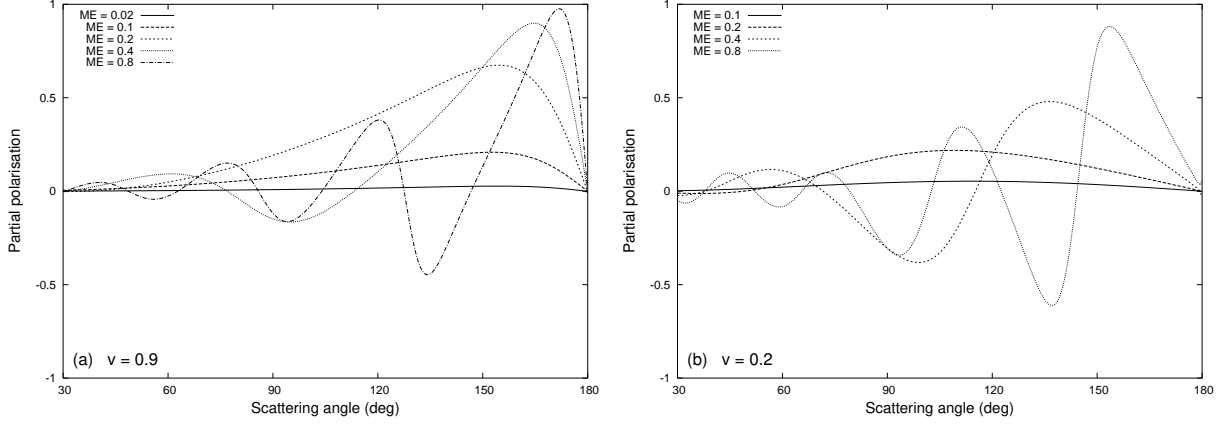 ME = 0.02
ME = 0.1
ME = 0.2
ME = 0.4
ME = 0.8
1
0.5
0
-0.5
-1
Partial polarisation
(a) v = 0.9
30 60 90 120 150 180
Scattering angle (deg)
ME = 0.1
ME = 0.2
ME = 0.4
ME = 0.8
1
0.5
0
-0.5
-1
Partial polarisation
(b) v = 0.2
30 60 90 120 150 180
Scattering angle (deg)